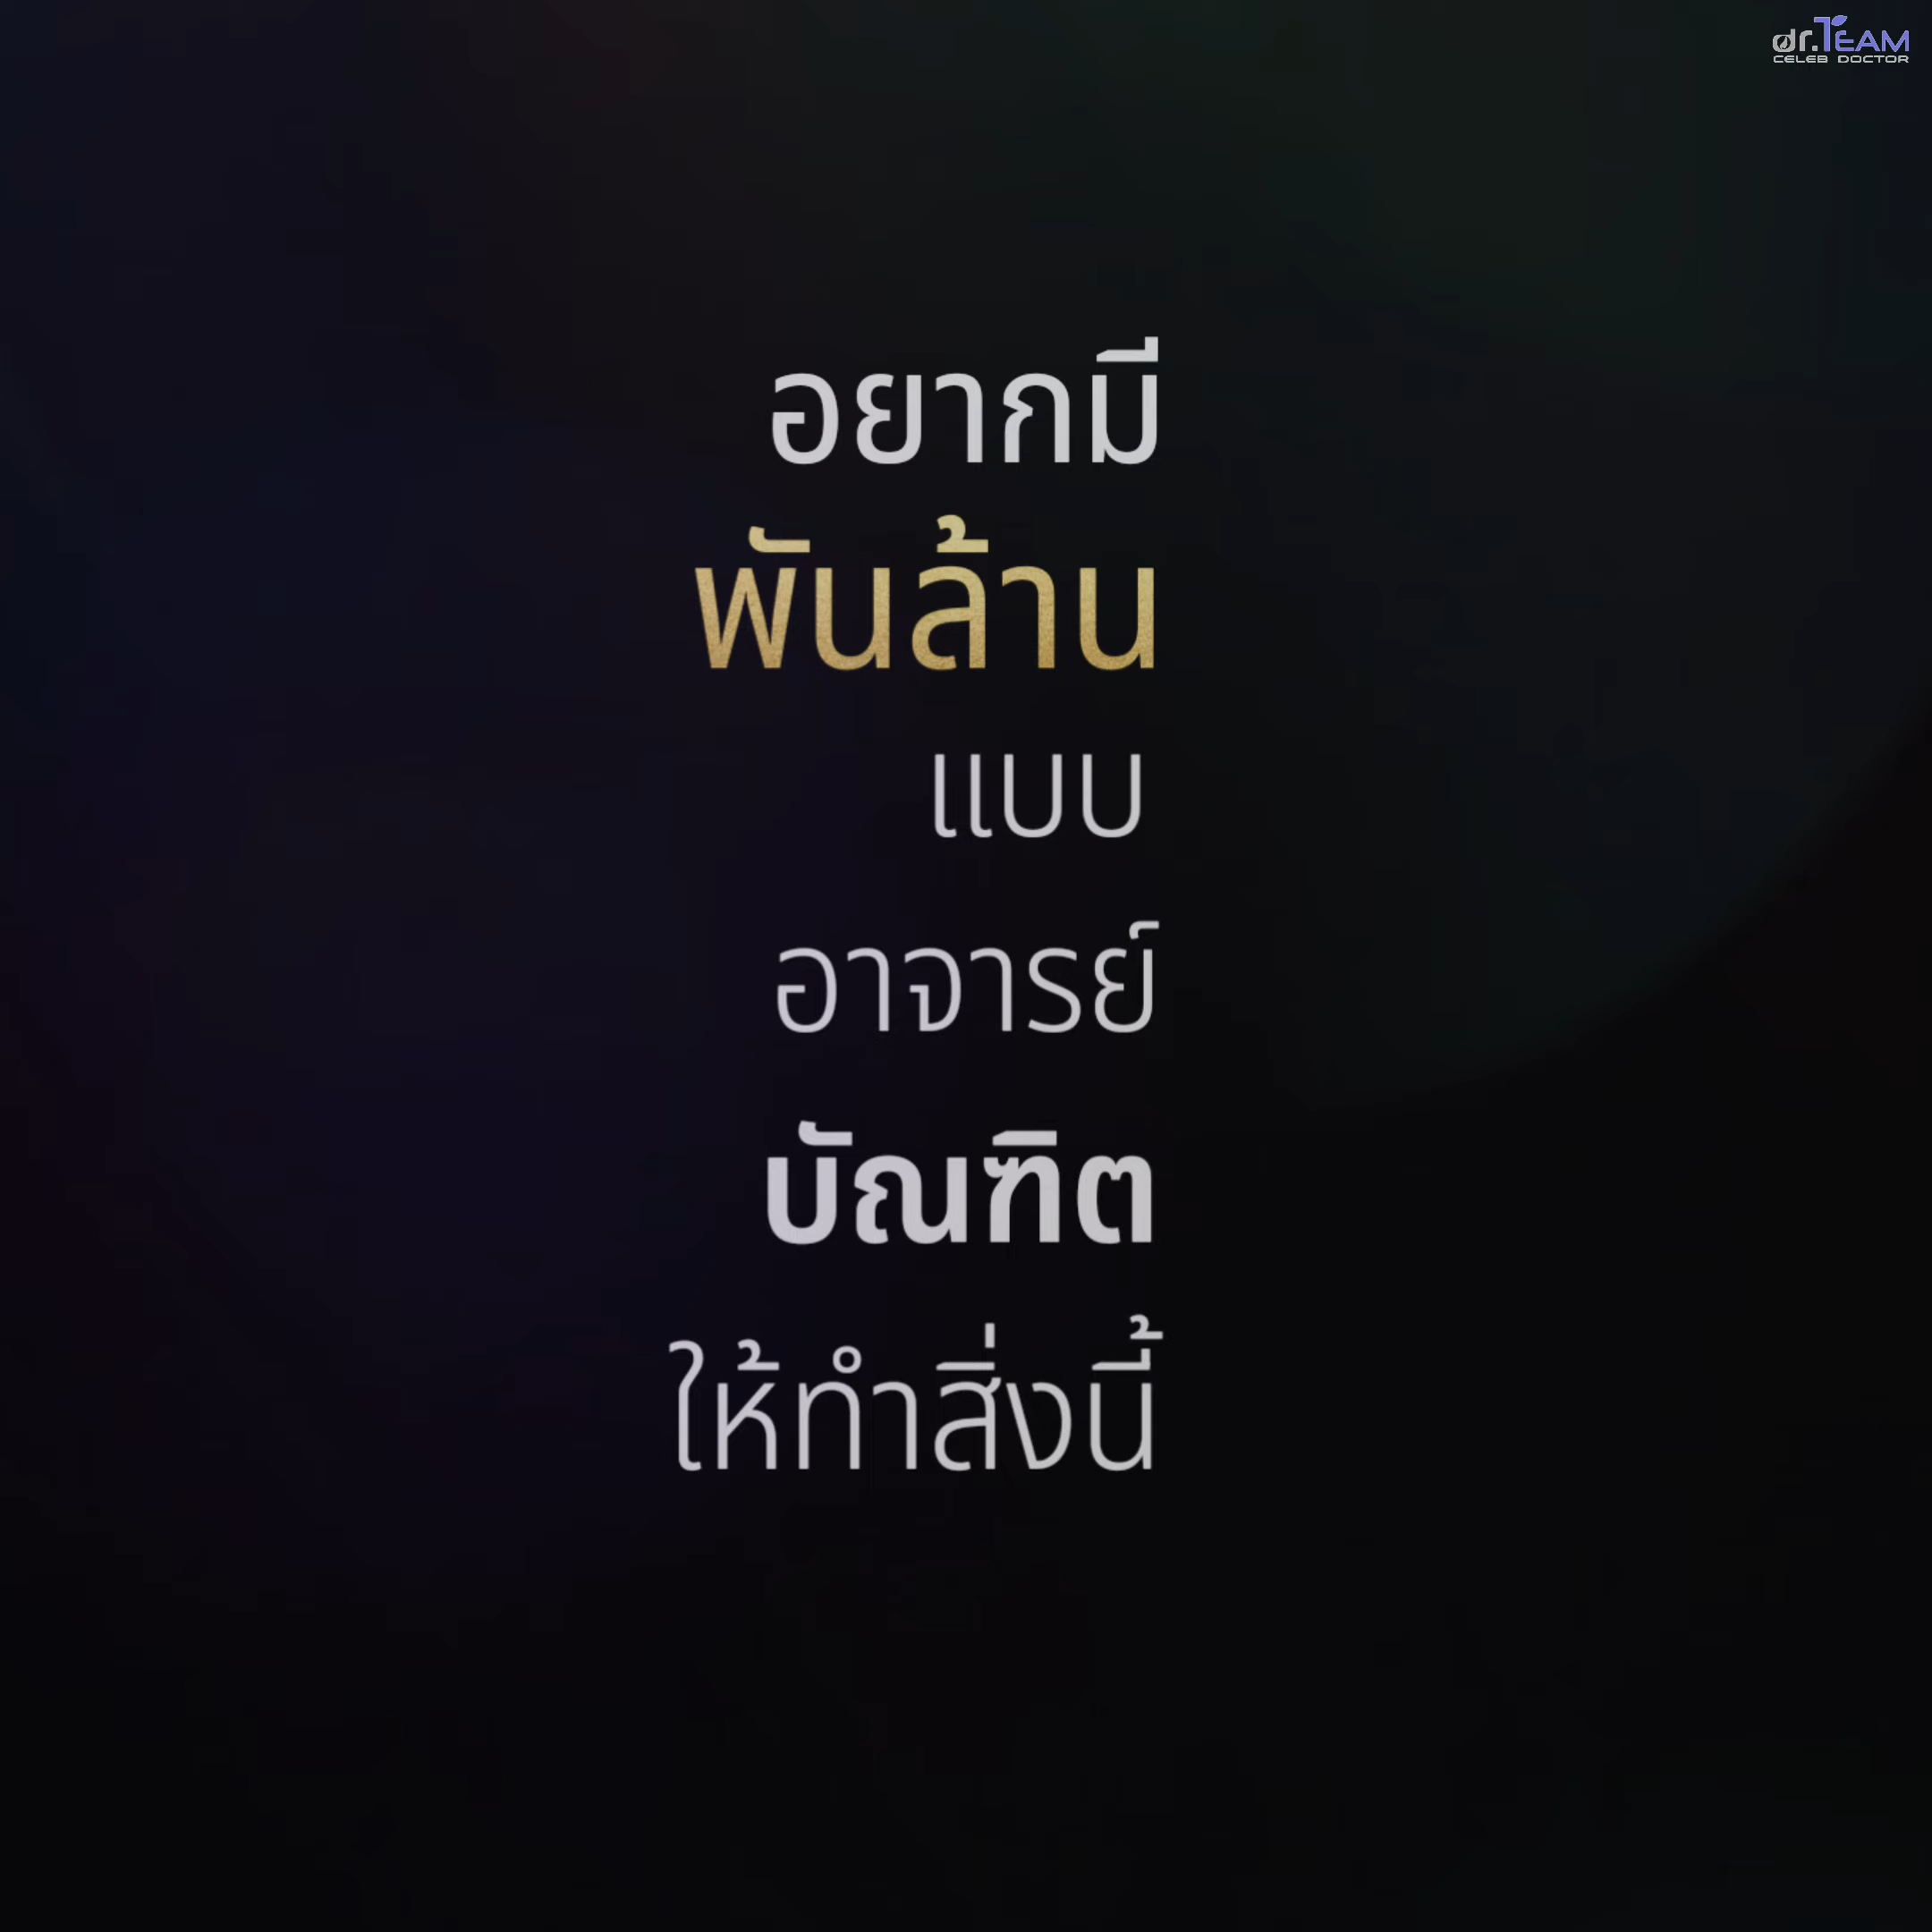 dr.TEAM
CELEB DOCTOR
อยากมี
พันล้าน
แบบ
อาจารย์
บัณฑิต
ให้ทำสิ่งนี้